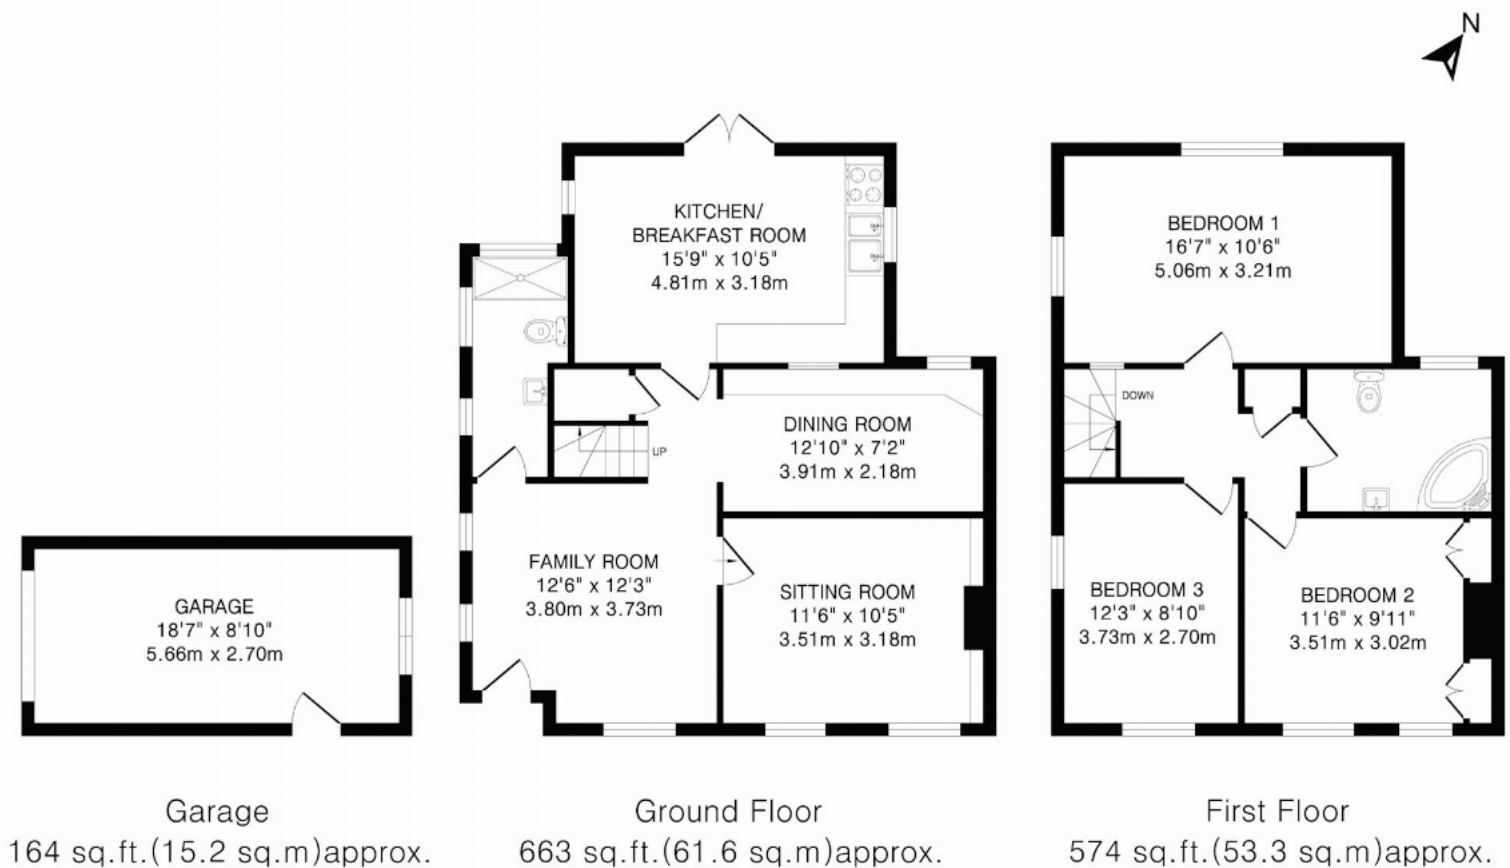 N
KITCHEN/
BREAKFAST ROOM
15'9" x 10'5"
4.81m x 3.18m
BEDROOM 1
16'7" x 10'6"
5.06m x 3.21m
DOWN
UP
DINING ROOM
12'10" x 7'2"
3.91m x 2.18m
FAMILY ROOM
12'6" x 12'3"
3.80m x 3.73m
SITTING ROOM
11'6" x 10'5"
3.51m x 3.18m
BEDROOM 3
12'3" x 8'10"
3.73m x 2.70m
BEDROOM 2
11'6" x 9'11"
3.51m x 3.02m
GARAGE
18'7" x 8'10"
5.66m x 2.70m
Garage
164 sq.ft.(15.2 sq.m)approx.
Ground Floor
663 sq.ft.(61.6 sq.m)approx.
First Floor
574 sq.ft.(53.3 sq.m)approx.